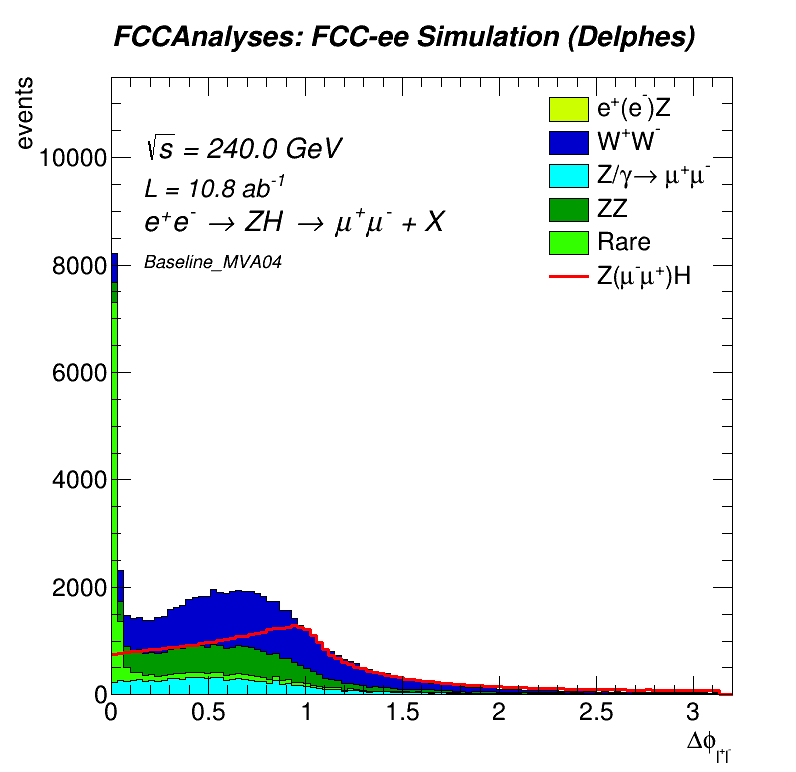 FCCAnalyses: FCC-ee Simulation (Delphes)
events
√s = 240.0 GeV
L = 10.8 ab⁻¹
e⁺e⁻ → ZH → μ⁺μ⁻ + X
Baseline_MVA04
e⁺(e⁻)Z
W⁺W⁻
Z/γ→ μ⁺μ⁻
ZZ
Rare
Z(μ⁻μ⁺)H
10000
8000
6000
4000
2000
0
0 0.5 1 1.5 2 2.5 3
Δϕ l⁺l⁻